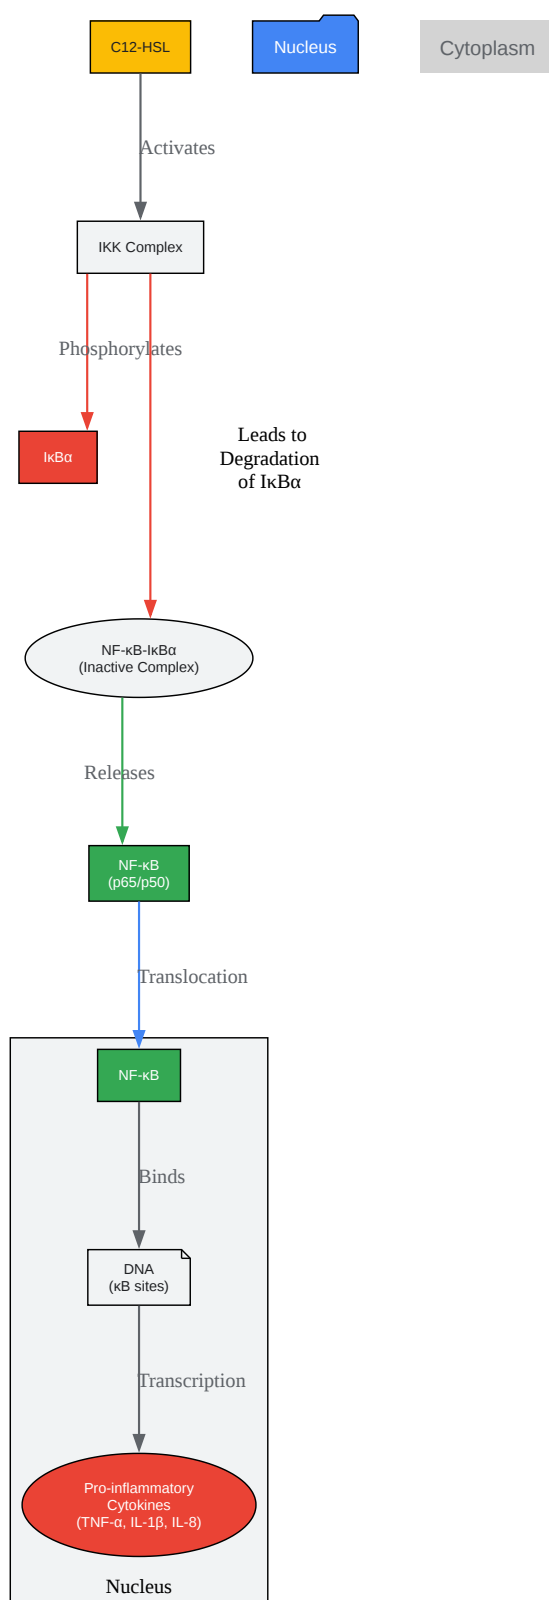 C12-HSL
Nucleus
Cytoplasm
Activates
IKK Complex
Phosphorylates
Leads to
Degradation
of IκBα
IκBα
NF-κB-IκBα
(Inactive Complex)
Releases
NF-κB
(p65/p50)
Translocation
NF-κB
Binds
DNA
(κB sites)
Transcription
Pro-inflammatory
Cytokines
(TNF-α, IL-1β, IL-8)
Nucleus